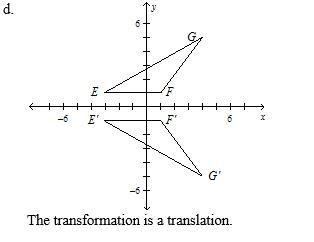 d.
y
6
G
E
F
-6
E'
F'
6
x
G'
-6
The transformation is a translation.